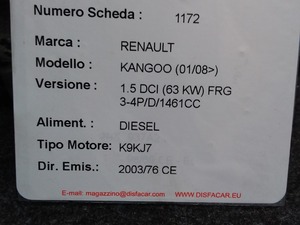 Numero Scheda : 1172
Marca : RENAULT
Modello : KANGOO (01/08>)
Versione : 1.5 DCI (63 KW) FRG
3-4P/D/1461CC
Aliment. : DIESEL
Tipo Motore: K9KJ7
Dir. Emis.: 2003/76 CE
E-mail: magazzino@disfacar.com WWW.DISFACAR.EU